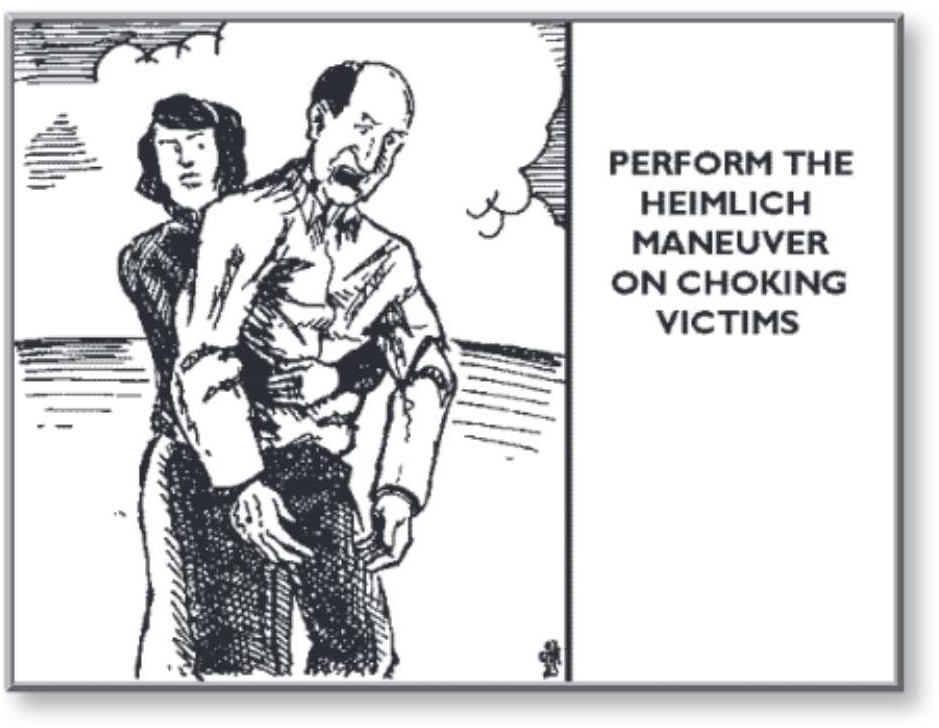 PERFORM THE
HEIMLICH
MANEUVER
ON CHOKING
VICTIMS